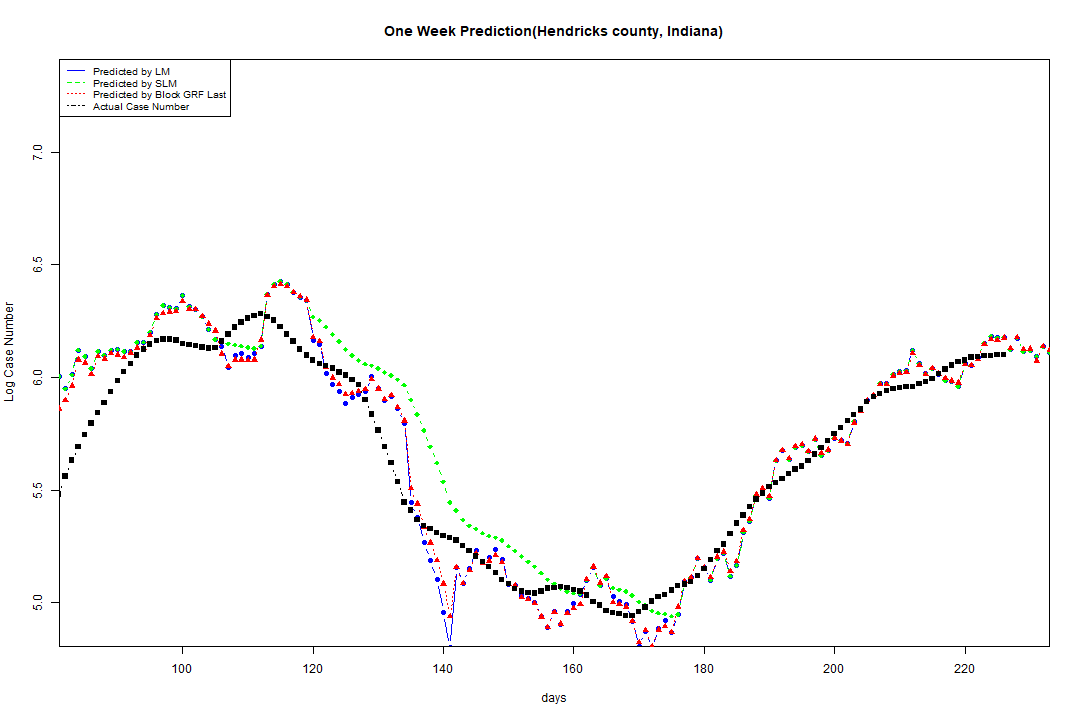 One Week Prediction(Hendricks county, Indiana)
Predicted by LM
Predicted by SLM
Predicted by Block GRF Last
Actual Case Number
7.0
6.5
6.0
5.5
5.0
Log Case Number
100 120 140 160 180 200 220
days